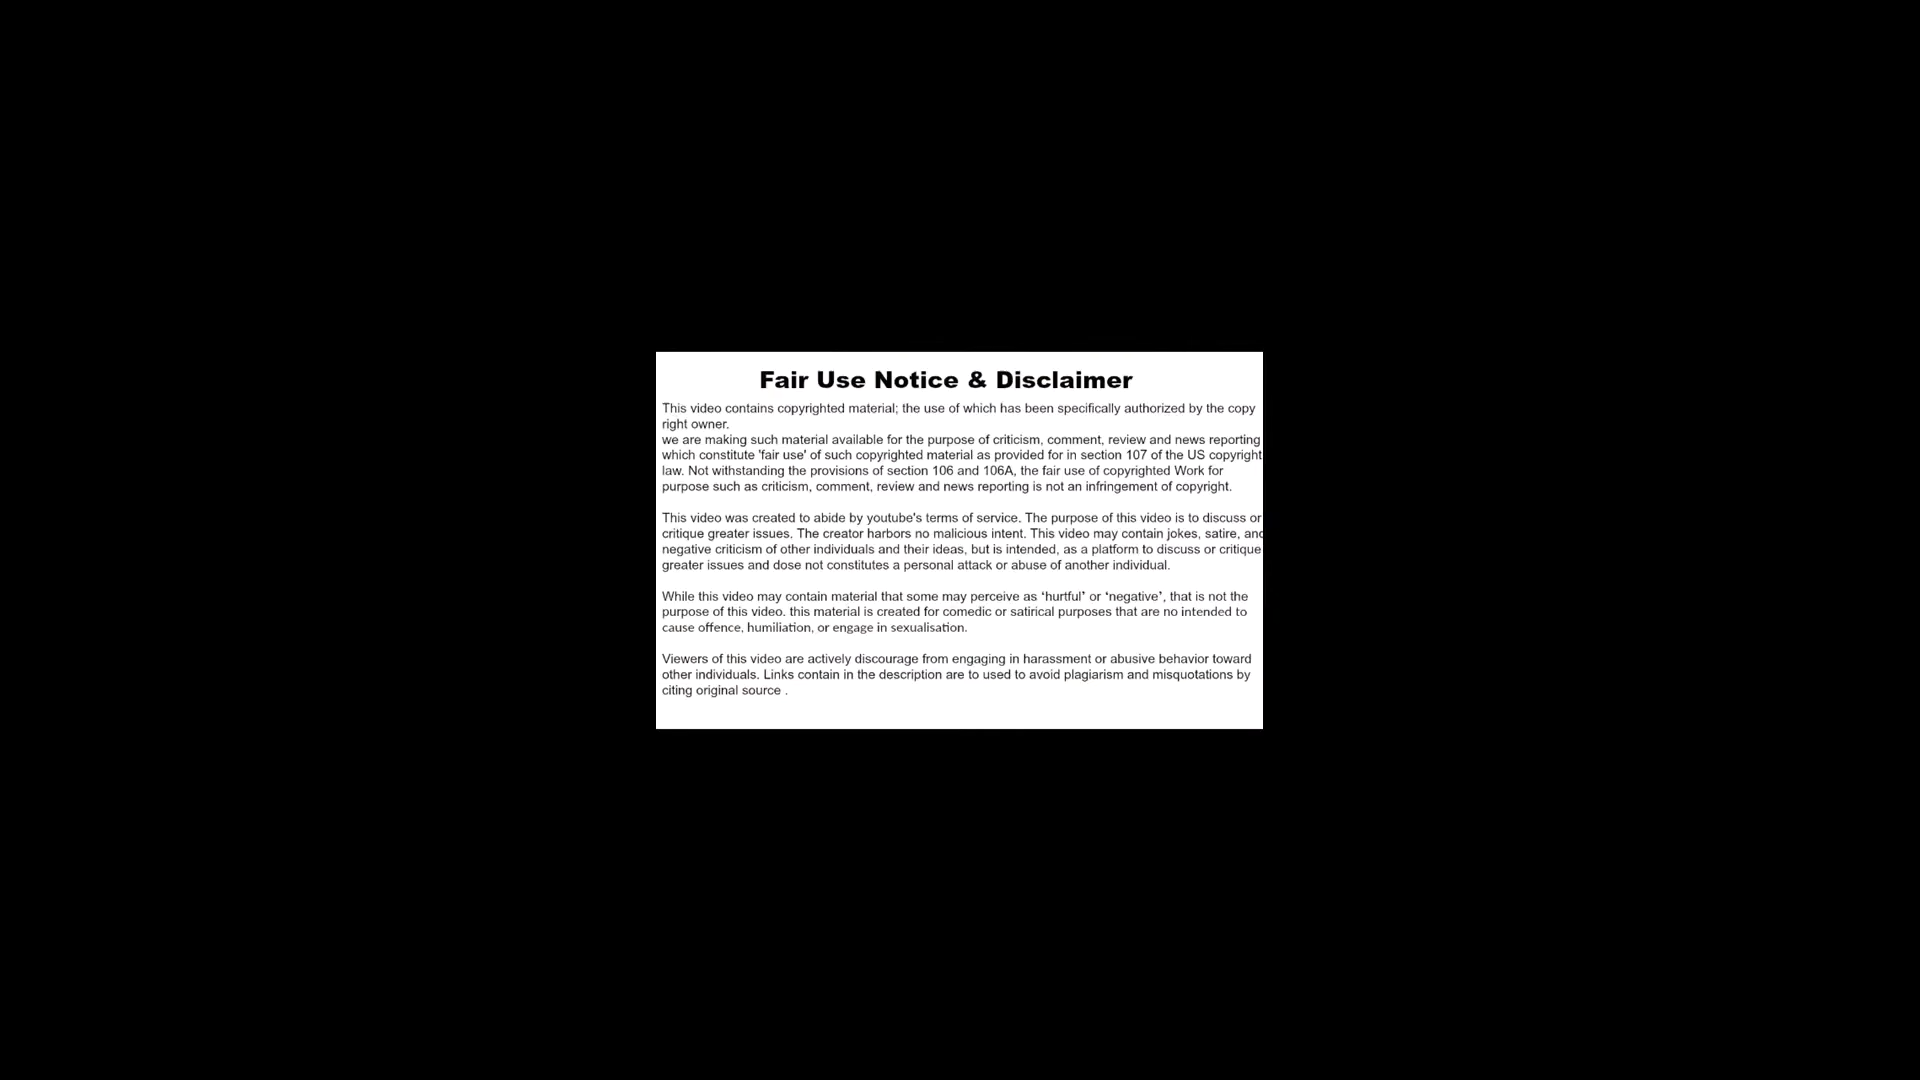 Fair Use Notice & Disclaimer
This video contains copyrighted material; the use of which has been specifically authorized by the copy
right owner.
we are making such material available for the purpose of criticism, comment, review and news reporting
which constitute 'fair use' of such copyrighted material as provided for in section 107 of the US copyright
law. Not withstanding the provisions of section 106 and 106A, the fair use of copyrighted Work for
purpose such as criticism, comment, review and news reporting is not an infringement of copyright.
This video was created to abide by youtube's terms of service. The purpose of this video is to discuss or
critique greater issues. The creator harbors no malicious intent. This video may contain jokes, satire, and
negative criticism of other individuals and their ideas, but is intended, as a platform to discuss or critique
greater issues and dose not constitutes a personal attack or abuse of another individual.
While this video may contain material that some may perceive as ‘hurtful’ or ‘negative’, that is not the
purpose of this video. this material is created for comedic or satirical purposes that are no intended to
cause offence, humiliation, or engage in sexualisation.
Viewers of this video are actively discourage from engaging in harassment or abusive behavior toward
other individuals. Links contain in the description are to used to avoid plagiarism and misquotations by
citing original source .